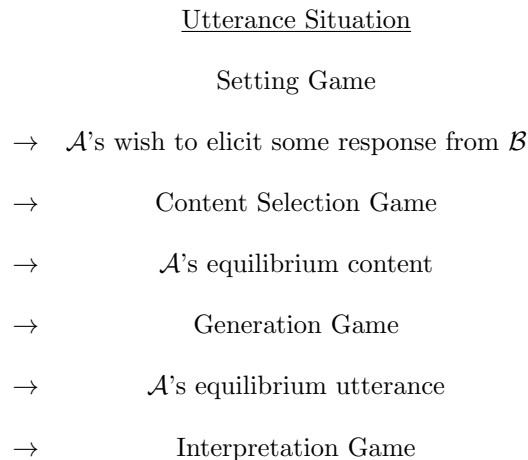 Utterance Situation
Setting Game
→ 𝒜's wish to elicit some response from ℬ
→ Content Selection Game
→ 𝒜's equilibrium content
→ Generation Game
→ 𝒜's equilibrium utterance
→ Interpretation Game